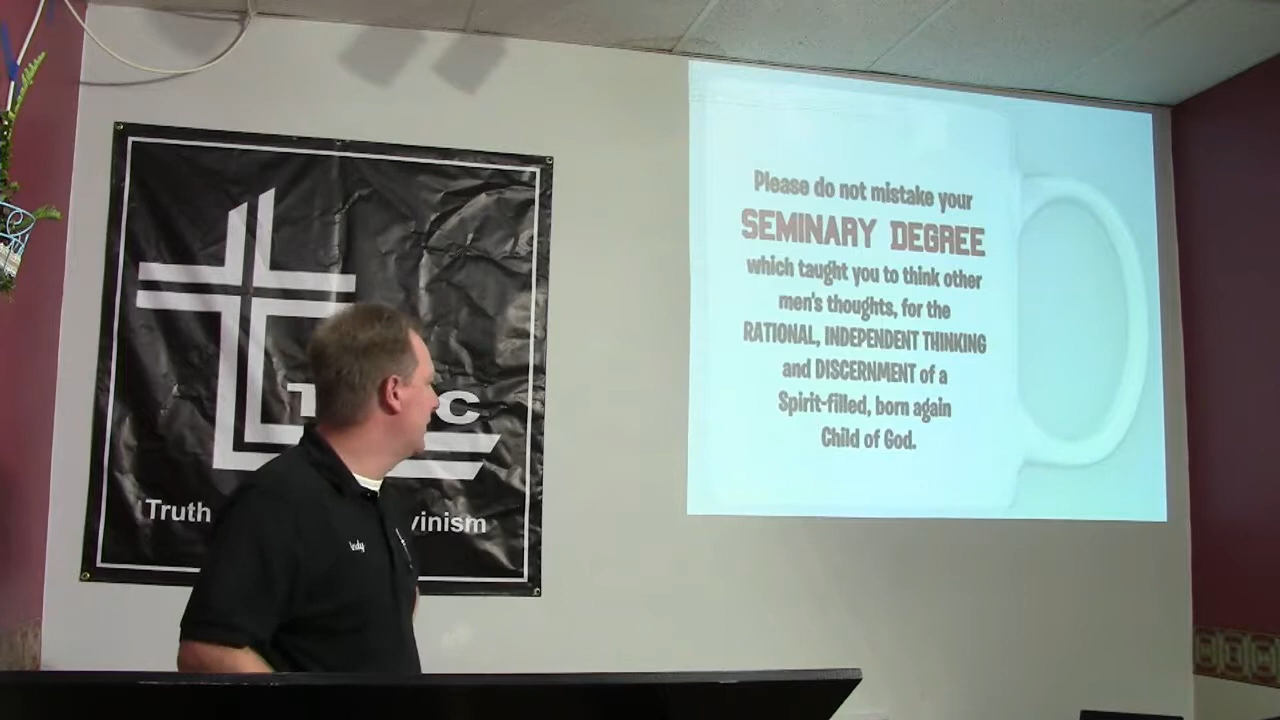 Truth
vinism
Please do not mistake your
SEMINARY DEGREE
which taught you to think other
men's thoughts, for the
RATIONAL, INDEPENDENT THINKING
and DISCERNMENT of a
Spirit-filled, born again
Child of God.